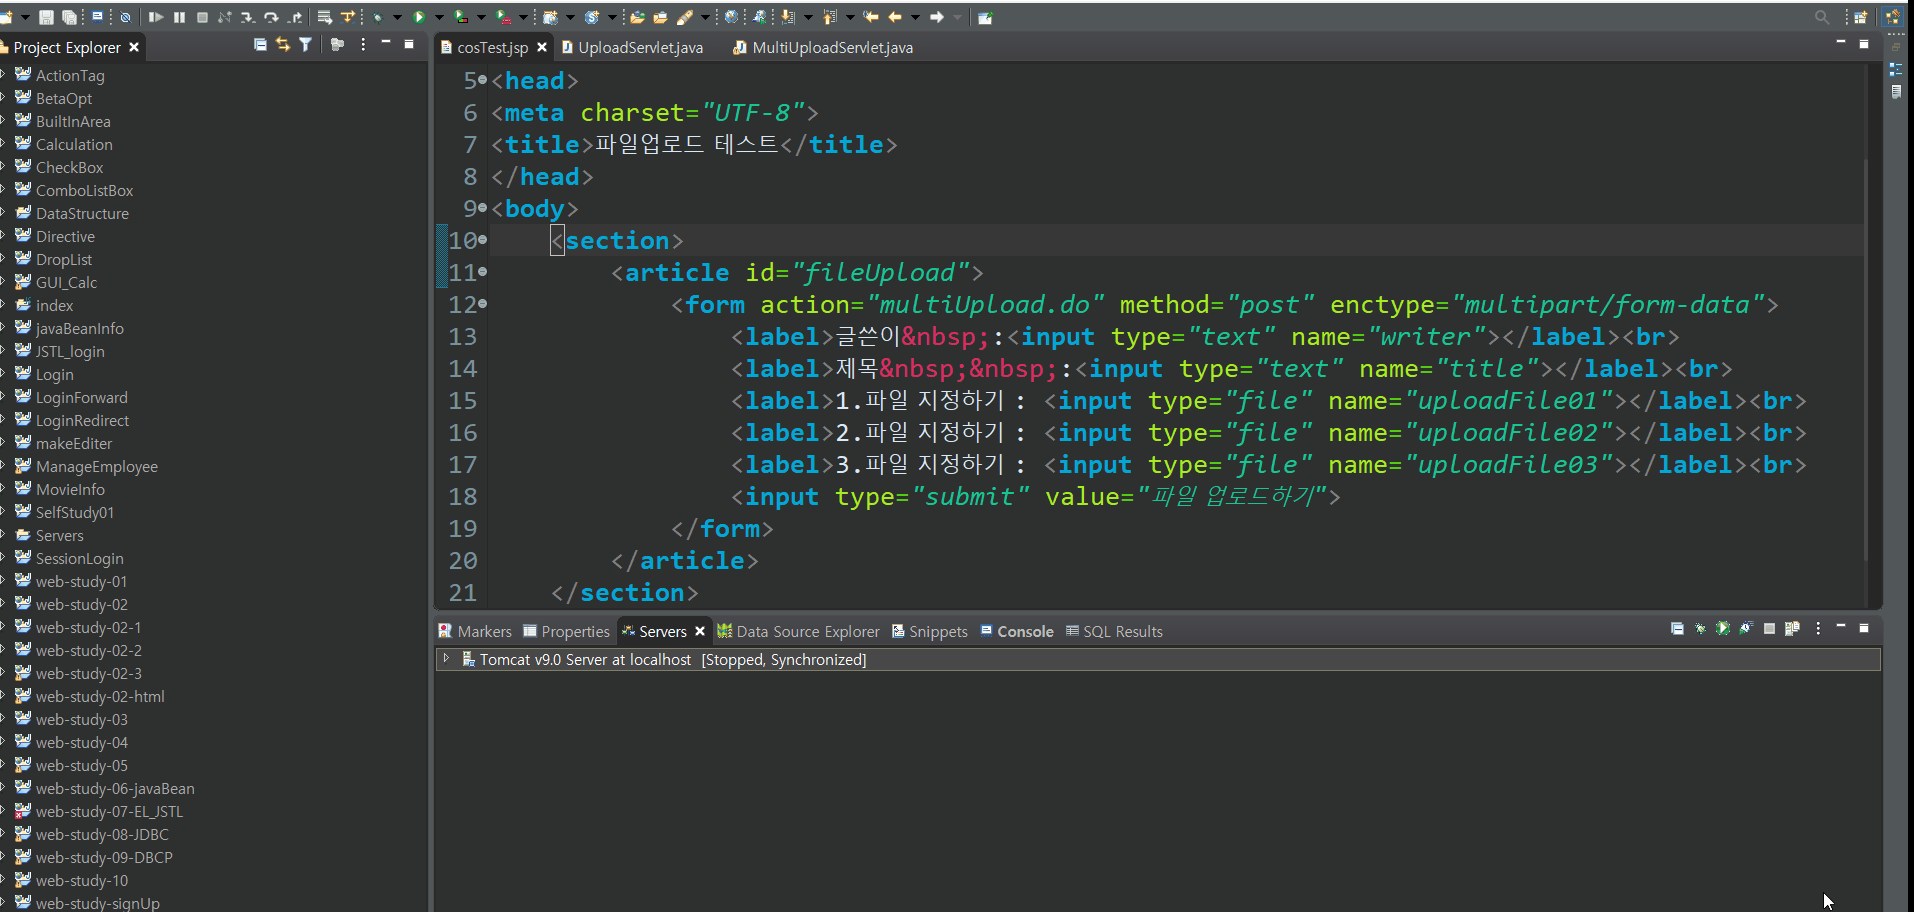 Project Explorer
ActionTag
BetaOpt
BuiltInArea
Calculation
CheckBox
ComboListBox
DataStructure
Directive
DropList
GUI_Calc
index
javaBeanInfo
JSTL_login
Login
LoginForward
LoginRedirect
makeEditer
ManageEmployee
MovieInfo
SelfStudy01
Servers
SessionLogin
web-study-01
web-study-02
web-study-02-1
web-study-02-2
web-study-02-3
web-study-02-html
web-study-03
web-study-04
web-study-05
web-study-06-javaBean
web-study-07-EL_JSTL
web-study-08-JDBC
web-study-09-DBCP
web-study-10
web-study-signUp
cosTest.jsp UploadServlet.java MultiUploadServlet.java
5 <head>
6 <meta charset="UTF-8">
7 <title>파일업로드 테스트</title>
8 </head>
9 <body>
10 <section>
11 <article id="fileUpload">
12 <form action="multiUpload.do" method="post" enctype="multipart/form-data">
13 <label>글쓴이&nbsp;:<input type="text" name="writer"></label><br>
14 <label>제목&nbsp;&nbsp;:<input type="text" name="title"></label><br>
15 <label>1.파일 지정하기 : <input type="file" name="uploadFile01"></label><br>
16 <label>2.파일 지정하기 : <input type="file" name="uploadFile02"></label><br>
17 <label>3.파일 지정하기 : <input type="file" name="uploadFile03"></label><br>
18 <input type="submit" value="파일 업로드하기">
19 </form>
20 </article>
21 </section>
Markers Properties Servers Data Source Explorer Snippets Console SQL Results
Tomcat v9.0 Server at localhost [Stopped, Synchronized]